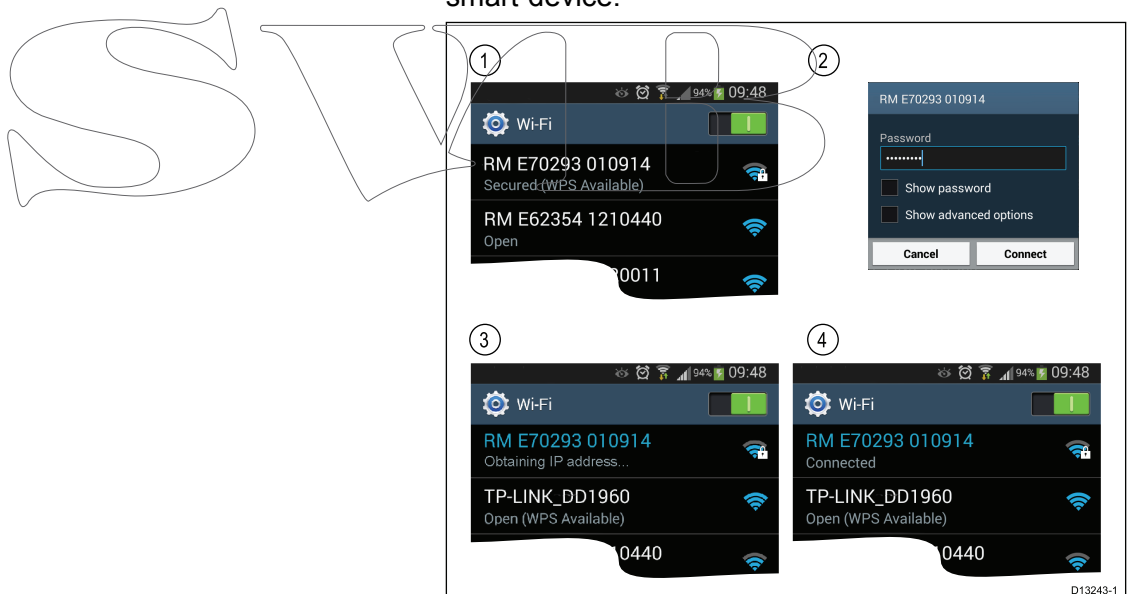 smart device.
SVB
1
94% 09:48
Wi-Fi
RM E70293 010914
Secured (WPS Available)
RM E62354 1210440
Open
0011
2
RM E70293 010914
Password
•••••••••
Show password
Show advanced options
Cancel Connect
3
94% 09:48
Wi-Fi
RM E70293 010914
Obtaining IP address...
TP-LINK_DD1960
Open (WPS Available)
0440
4
94% 09:48
Wi-Fi
RM E70293 010914
Connected
TP-LINK_DD1960
Open (WPS Available)
0440
D13243-1